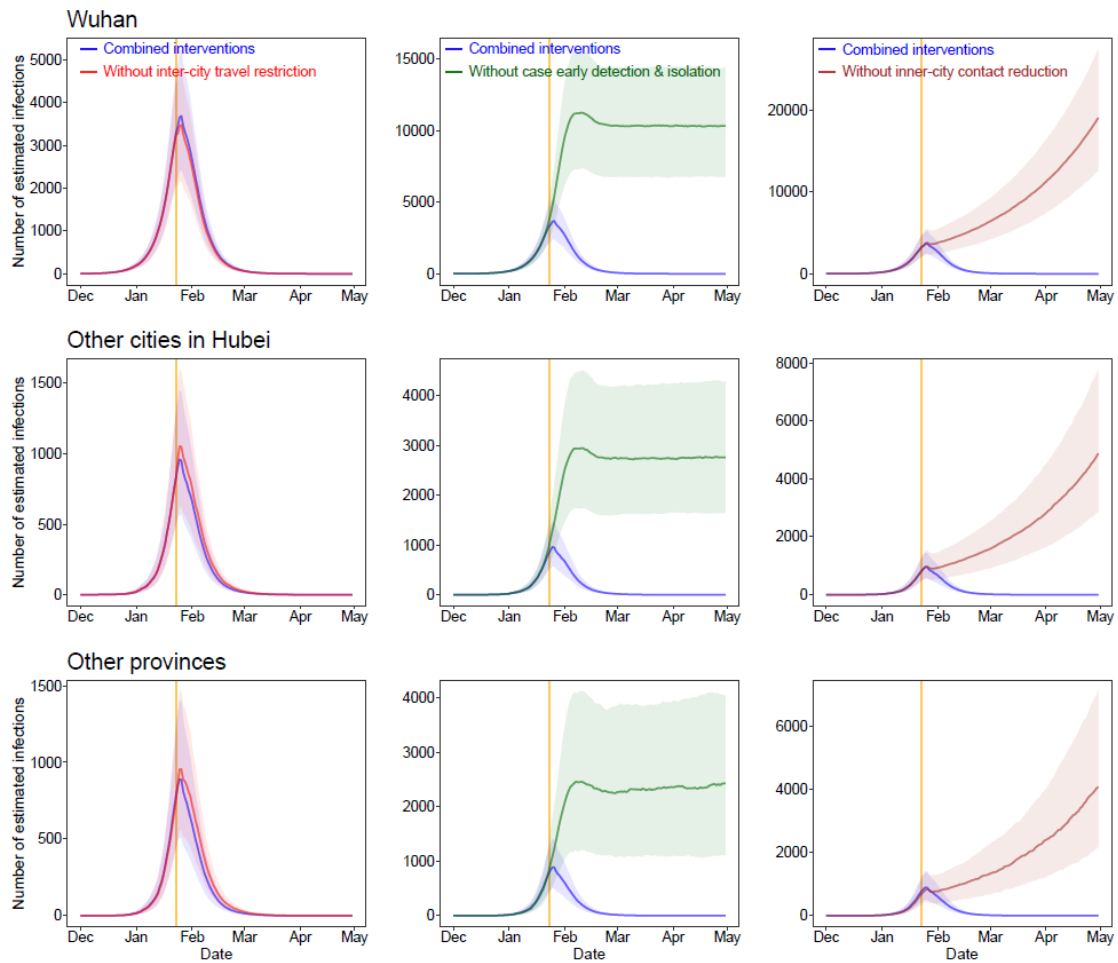 Wuhan
Number of estimated infections
5000
4000
3000
2000
1000
0
Combined interventions
Without inter-city travel restriction
Dec Jan Feb Mar Apr May
15000
10000
5000
0
Combined interventions
Without case early detection & isolation
Dec Jan Feb Mar Apr May
20000
10000
0
Combined interventions
Without inner-city contact reduction
Dec Jan Feb Mar Apr May
Other cities in Hubei
Number of estimated infections
1500
1000
500
0
Dec Jan Feb Mar Apr May
4000
3000
2000
1000
0
Dec Jan Feb Mar Apr May
8000
6000
4000
2000
0
Dec Jan Feb Mar Apr May
Other provinces
Number of estimated infections
1500
1000
500
0
Dec Jan Feb Mar Apr May
Date
4000
3000
2000
1000
0
Dec Jan Feb Mar Apr May
Date
6000
4000
2000
0
Dec Jan Feb Mar Apr May
Date